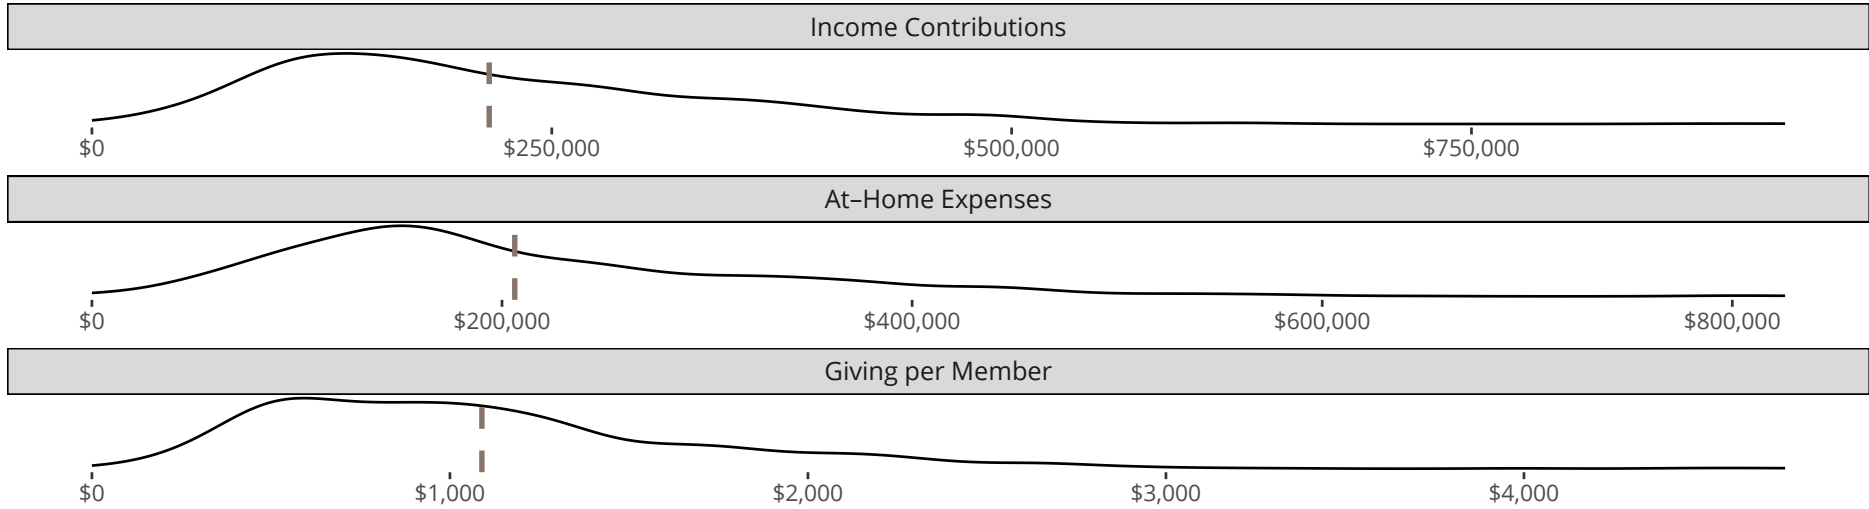 Income Contributions
$0 $250,000 $500,000 $750,000
At–Home Expenses
$0 $200,000 $400,000 $600,000 $800,000
Giving per Member
$0 $1,000 $2,000 $3,000 $4,000